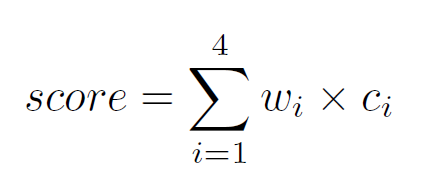 score = \sum_{i=1}^{4} w_i \times c_i